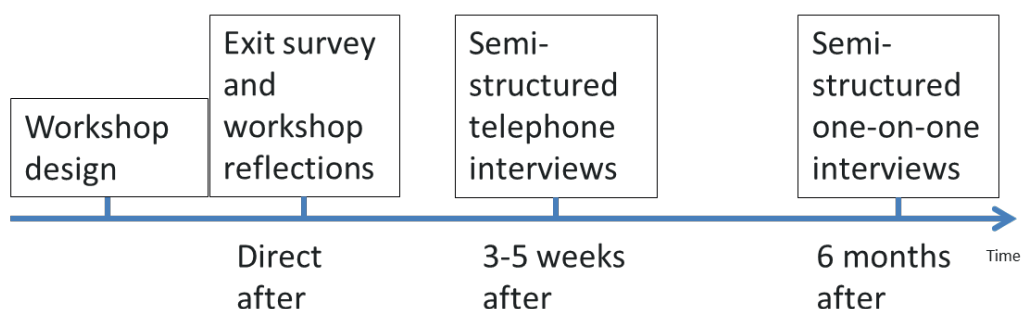 Workshop
design
Exit survey
and
workshop
reflections
Semi-
structured
telephone
interviews
Semi-
structured
one-on-one
interviews
Direct
after
3-5 weeks
after
6 months
after
Time